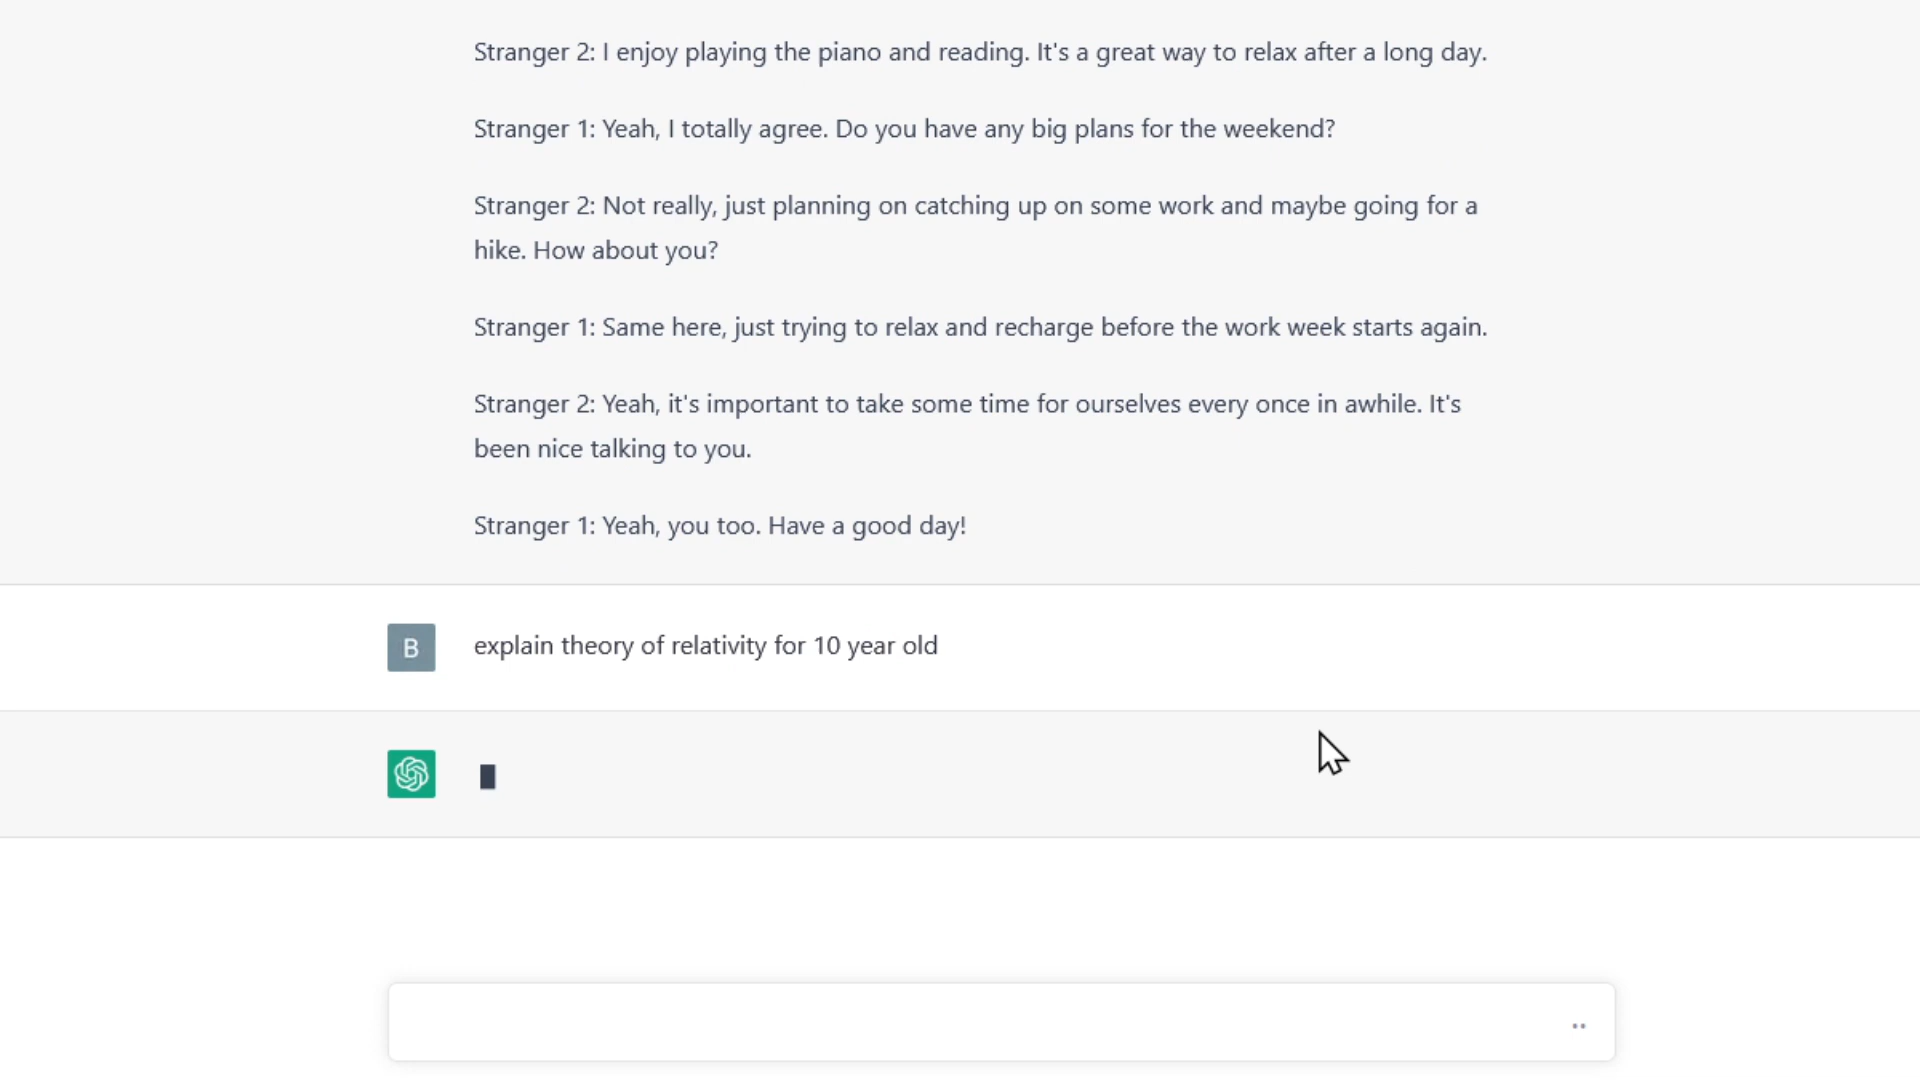 Stranger 2: I enjoy playing the piano and reading. It's a great way to relax after a long day.
Stranger 1: Yeah, I totally agree. Do you have any big plans for the weekend?
Stranger 2: Not really, just planning on catching up on some work and maybe going for a
hike. How about you?
Stranger 1: Same here, just trying to relax and recharge before the work week starts again.
Stranger 2: Yeah, it's important to take some time for ourselves every once in awhile. It's
been nice talking to you.
Stranger 1: Yeah, you too. Have a good day!
B explain theory of relativity for 10 year old